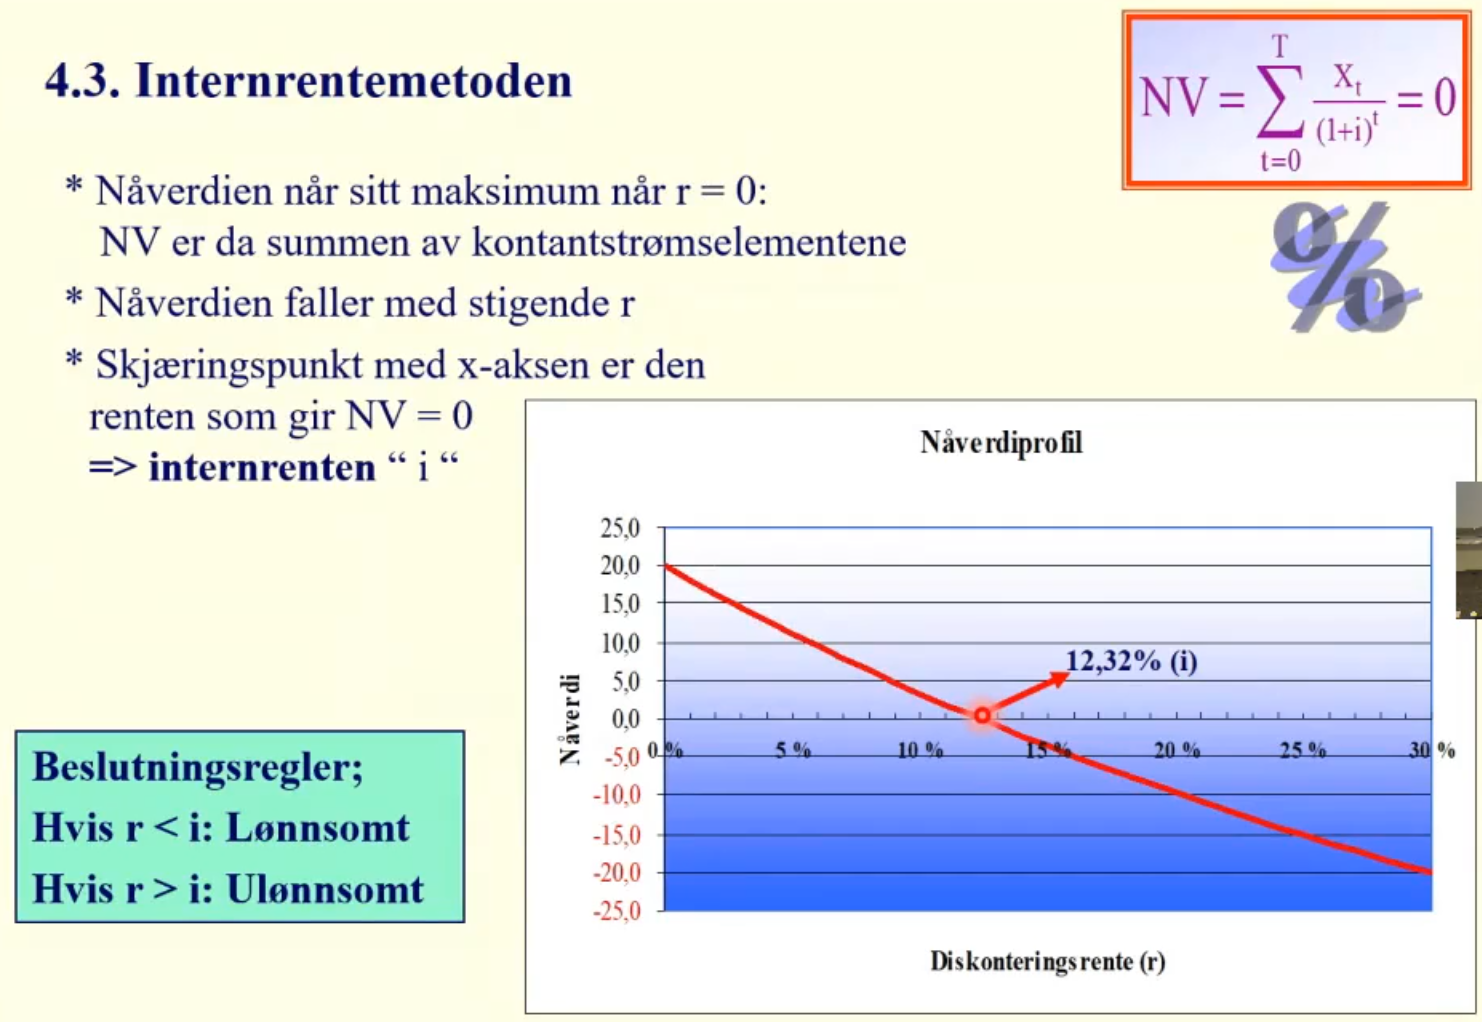 4.3. Internrentemetoden
NV = T ∑ t=0 Xₜ/(1+i)ᵗ = 0
%
* Nåverdien når sitt maksimum når r = 0:
NV er da summen av kontantstrømselementene
* Nåverdien faller med stigende r
* Skjæringspunkt med x-aksen er den
renten som gir NV = 0
=> internrenten “ i “
Nåverdiprofil
25,0
20,0
15,0
10,0
5,0
0,0
-5,0
-10,0
-15,0
-20,0
-25,0
Nåverdi
12,32% (i)
0 % 5 % 10 % 15 % 20 % 25 % 30 %
Diskonteringsrente (r)
Beslutningsregler;
Hvis r < i: Lønnsomt
Hvis r > i: Ulønnsomt